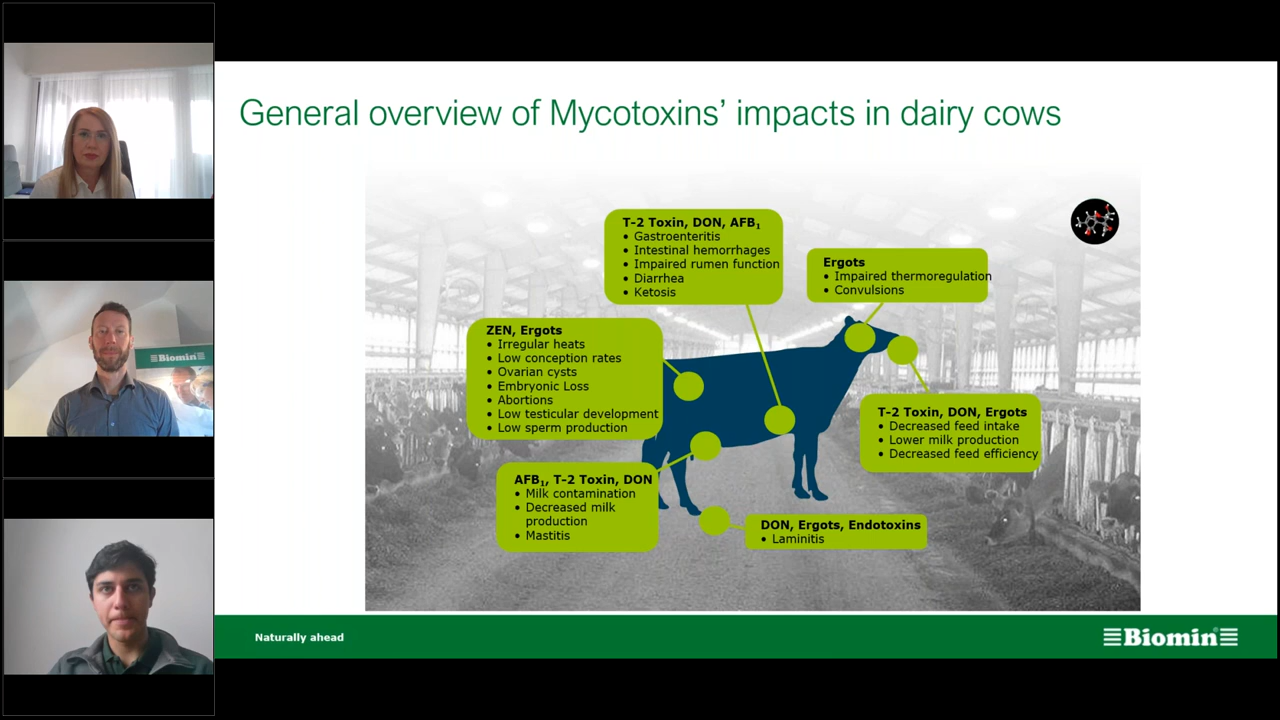 General overview of Mycotoxins’ impacts in dairy cows
T-2 Toxin, DON, AFB₁
• Gastroenteritis
• Intestinal hemorrhages
• Impaired rumen function
• Diarrhea
• Ketosis
Ergots
• Impaired thermoregulation
• Convulsions
ZEN, Ergots
• Irregular heats
• Low conception rates
• Ovarian cysts
• Embryonic Loss
• Abortions
• Low testicular development
• Low sperm production
T-2 Toxin, DON, Ergots
• Decreased feed intake
• Lower milk production
• Decreased feed efficiency
AFB₁, T-2 Toxin, DON
• Milk contamination
• Decreased milk
production
• Mastitis
DON, Ergots, Endotoxins
• Laminitis
Naturally ahead
Biomin®
Biomin